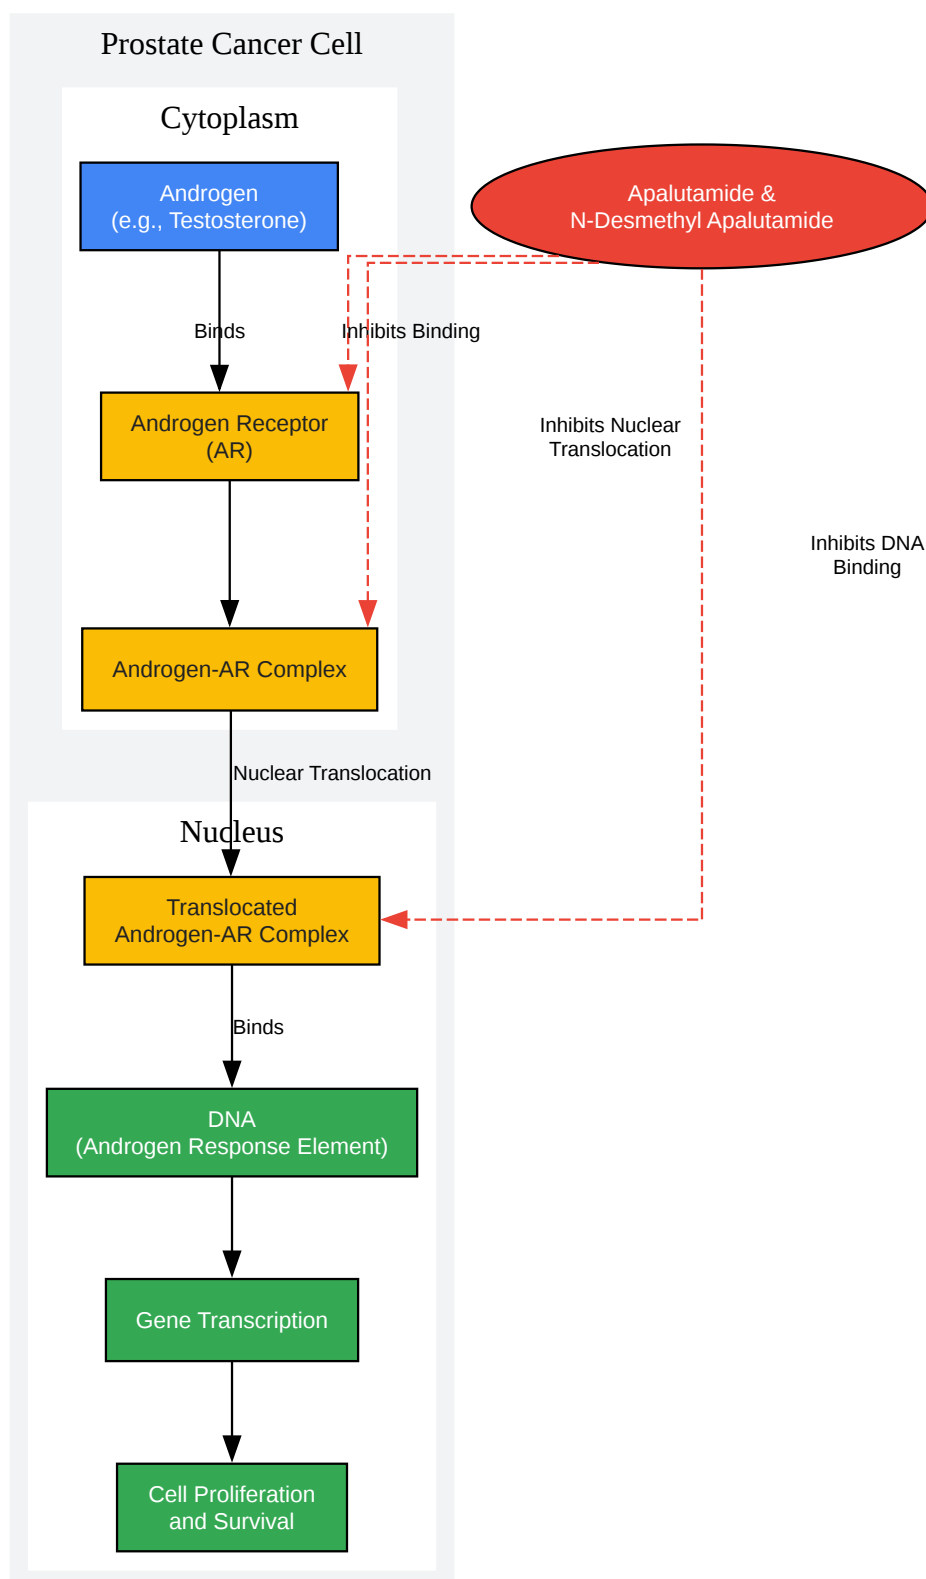 Prostate Cancer Cell
Cytoplasm
Androgen
(e.g., Testosterone)
Apalutamide &
N-Desmethyl Apalutamide
Binds
Inhibits Binding
Androgen Receptor
(AR)
Inhibits Nuclear
Translocation
Inhibits DNA
Binding
Androgen-AR Complex
Nuclear Translocation
Nucleus
Translocated
Androgen-AR Complex
Binds
DNA
(Androgen Response Element)
Gene Transcription
Cell Proliferation
and Survival